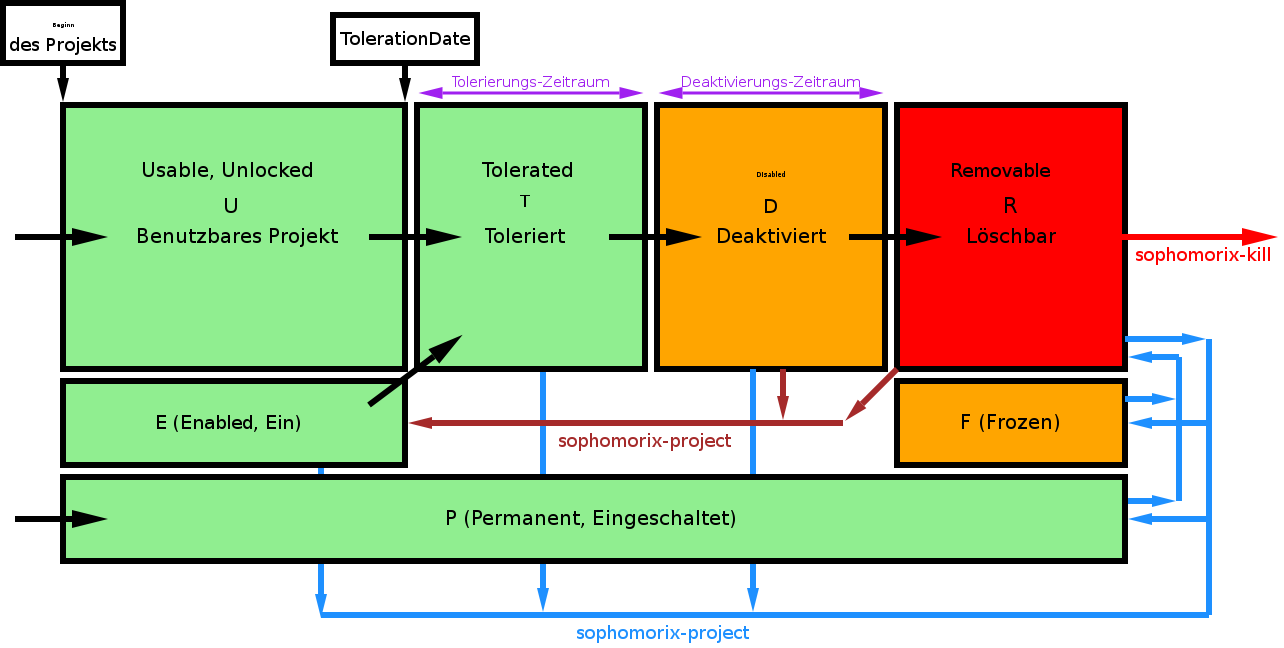 Beginn
des Projekts
TolerationDate
Tolerierungs-Zeitraum
Deaktivierungs-Zeitraum
Usable, Unlocked
U
Benutzbares Projekt
Tolerated
T
Toleriert
Disabled
D
Deaktiviert
Removable
R
Löschbar
sophomorix-kill
E (Enabled, Ein)
sophomorix-project
F (Frozen)
P (Permanent, Eingeschaltet)
sophomorix-project